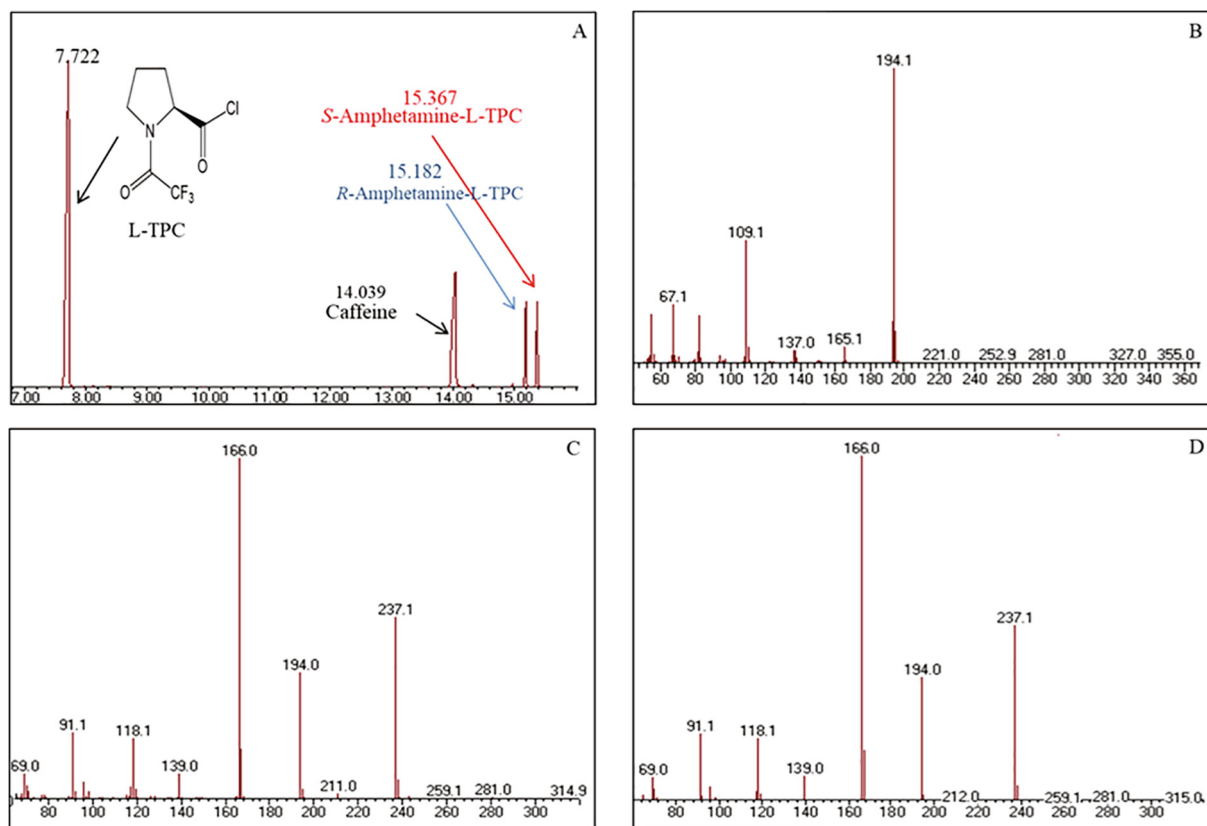 A
7.722
Cl
N
O
O
CF3
L-TPC
15.367
S-Amphetamine-L-TPC
15.182
R-Amphetamine-L-TPC
14.039
Caffeine
7.00 8.00 9.00 10.00 11.00 12.00 13.00 14.00 15.00
B
194.1
109.1
67.1
137.0
165.1
221.0 252.9 281.0 327.0 355.0
60 80 100 120 140 160 180 200 220 240 260 280 300 320 340 360
C
166.0
237.1
194.0
91.1
118.1
69.0
139.0
211.0
259.1
281.0
314.9
80 100 120 140 160 180 200 220 240 260 280 300
D
166.0
237.1
194.0
91.1
118.1
69.0
139.0
212.0
259.1
281.0
315.0
80 100 120 140 160 180 200 220 240 260 280 300